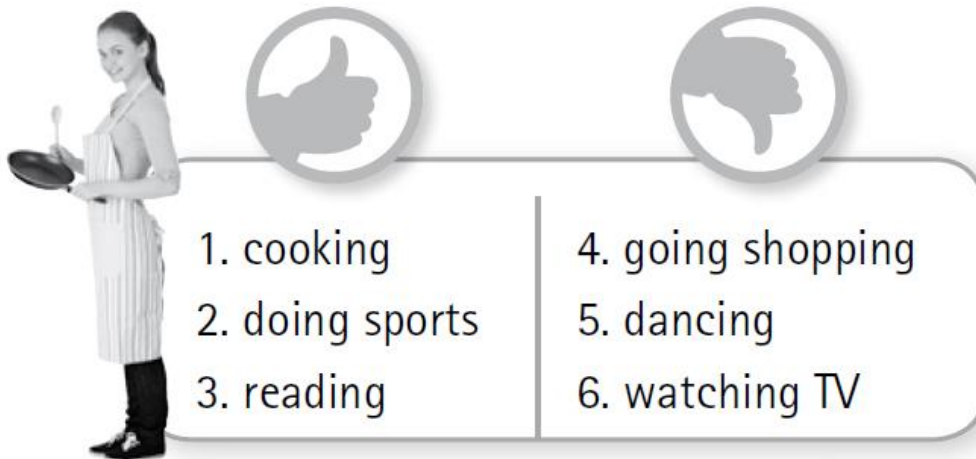 1. cooking
2. doing sports
3. reading
4. going shopping
5. dancing
6. watching TV